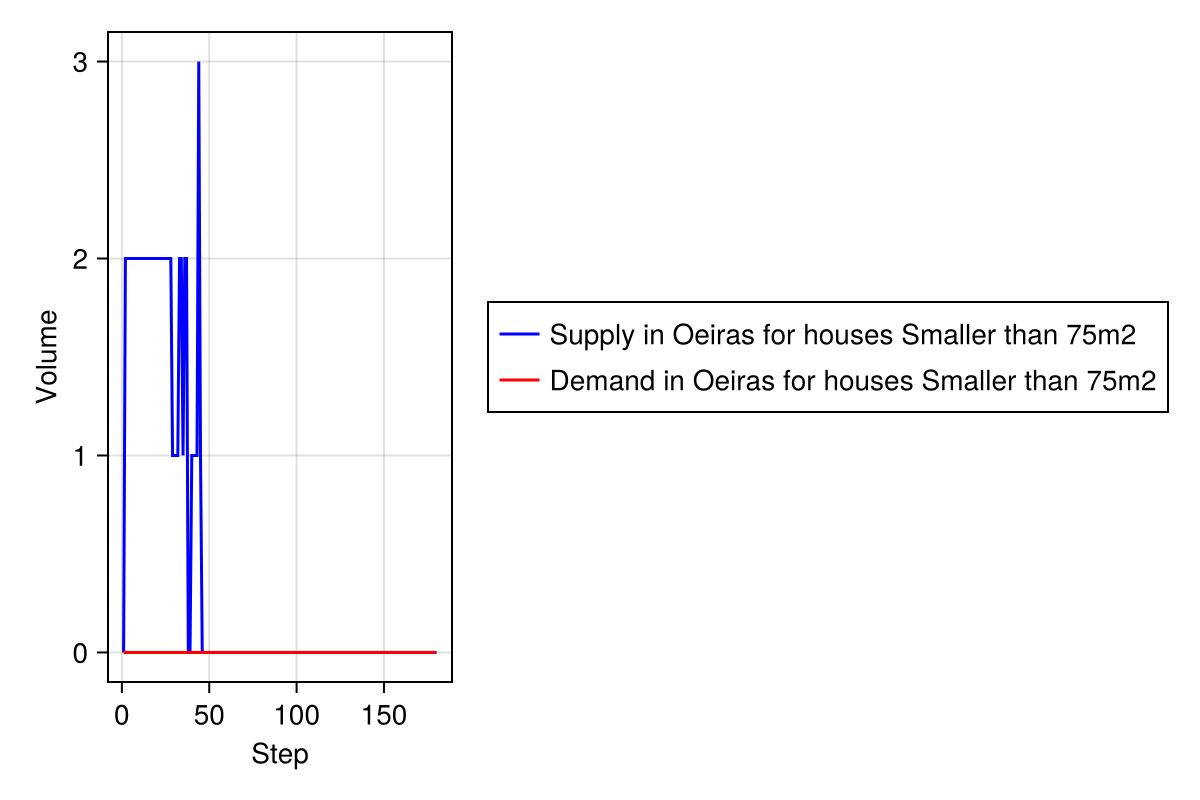 3
2
1
0
Volume
0 50 100 150
Step
Supply in Oeiras for houses Smaller than 75m2
Demand in Oeiras for houses Smaller than 75m2